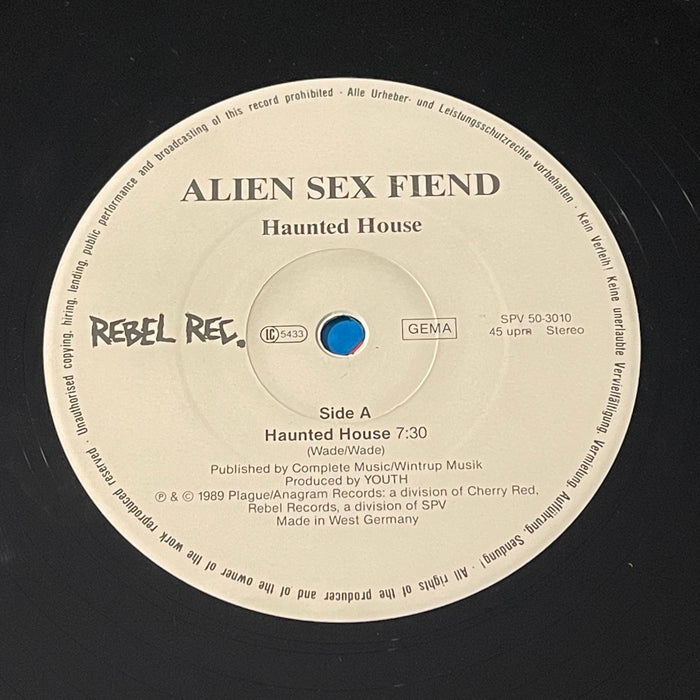 Unauthorised copying, hiring, lending, public performance and broadcasting of this record prohibited - Alle Urheber- und Leistungsschutzrechte vorbehalten - Kein Verleih! Keine unerlaubte Vervielfältigung, Vermietung, Aufführung, Sendung! - All rights of the producer and of the owner of the work reproduced reserved -
ALIEN SEX FIEND
Haunted House
REBEL REC.
LC 5433
GEMA
SPV 50-3010
45 upm Stereo
Side A
Haunted House 7:30
(Wade/Wade)
Published by Complete Music/Wintrup Musik
Produced by YOUTH
℗ & © 1989 Plague/Anagram Records: a division of Cherry Red,
Rebel Records, a division of SPV
Made in West Germany